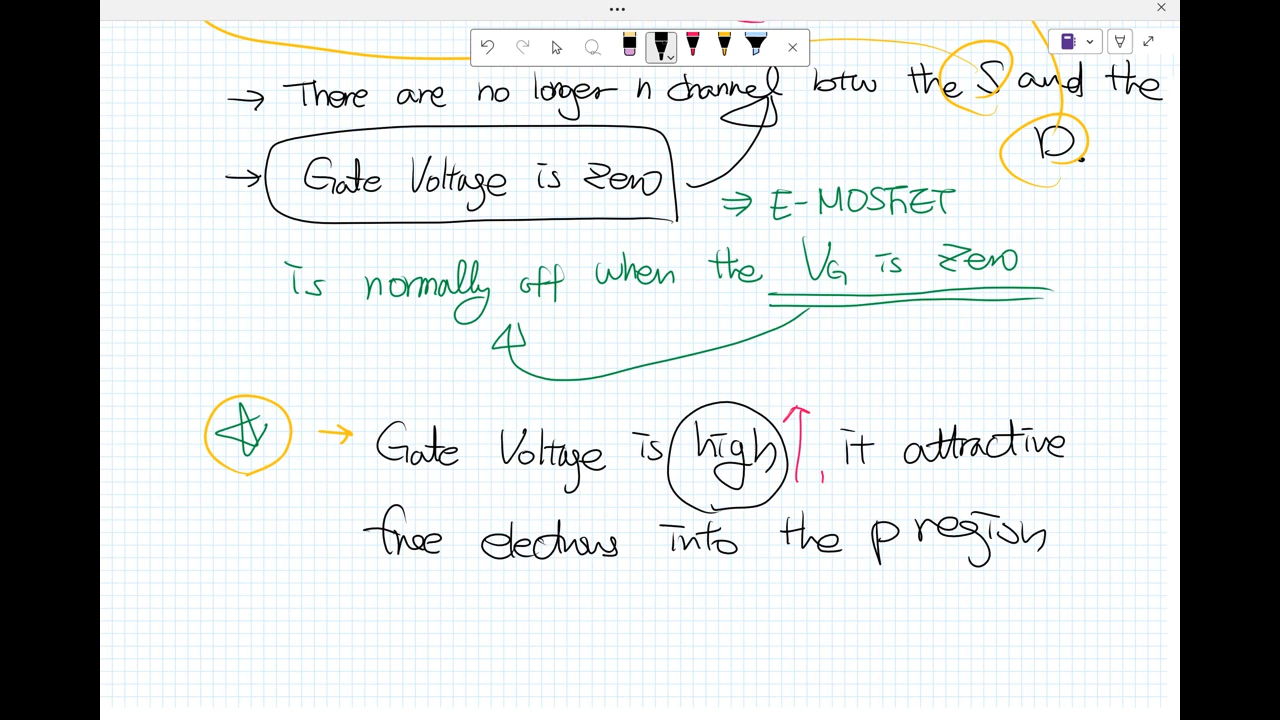 → There are no longer n channel btw the S and the
D.
→ Gate Voltage is Zero
⇒ E-MOSFET
is normally off when the VG is Zero
→ Gate Voltage is high ↑, it attractive
free electrons into the p region